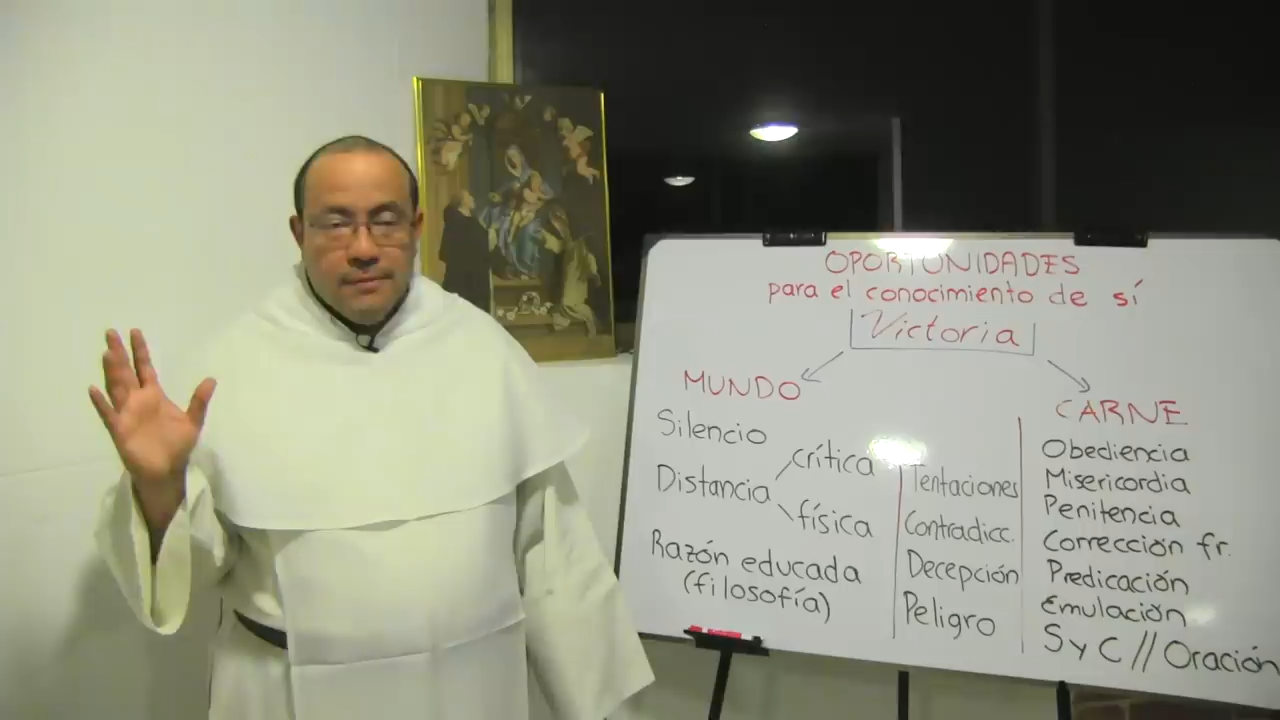 OPORTUNIDADES
para el conocimiento de sí
Victoria
MUNDO
Silencio
Distancia
crítica
física
Razón educada
(filosofía)
Tentaciones
Contradicc.
Decepción
Peligro
CARNE
Obediencia
Misericordia
Penitencia
Corrección fr.
Predicación
Emulación
S y C // Oración